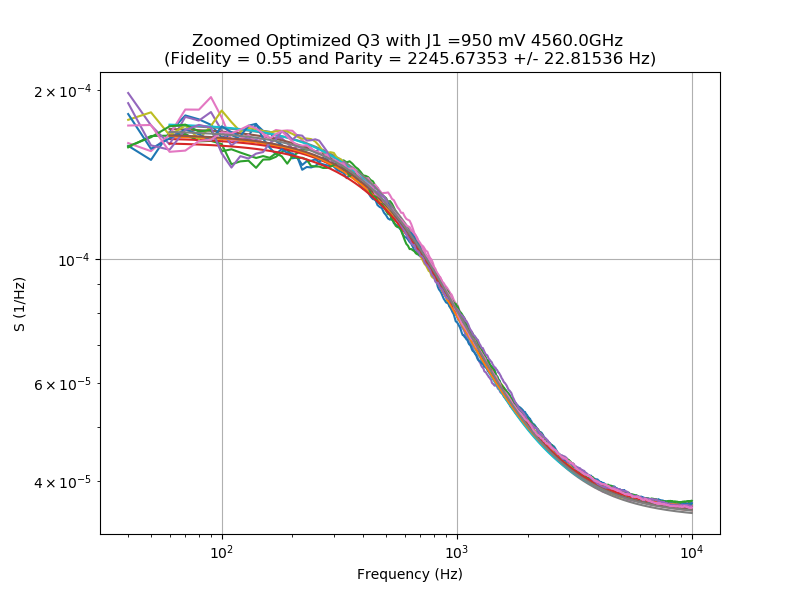 Zoomed Optimized Q3 with J1 =950 mV 4560.0GHz
(Fidelity = 0.55 and Parity = 2245.67353 +/- 22.81536 Hz)
2 × 10⁻⁴
10⁻⁴
6 × 10⁻⁵
4 × 10⁻⁵
S (1/Hz)
10² 10³ 10⁴
Frequency (Hz)